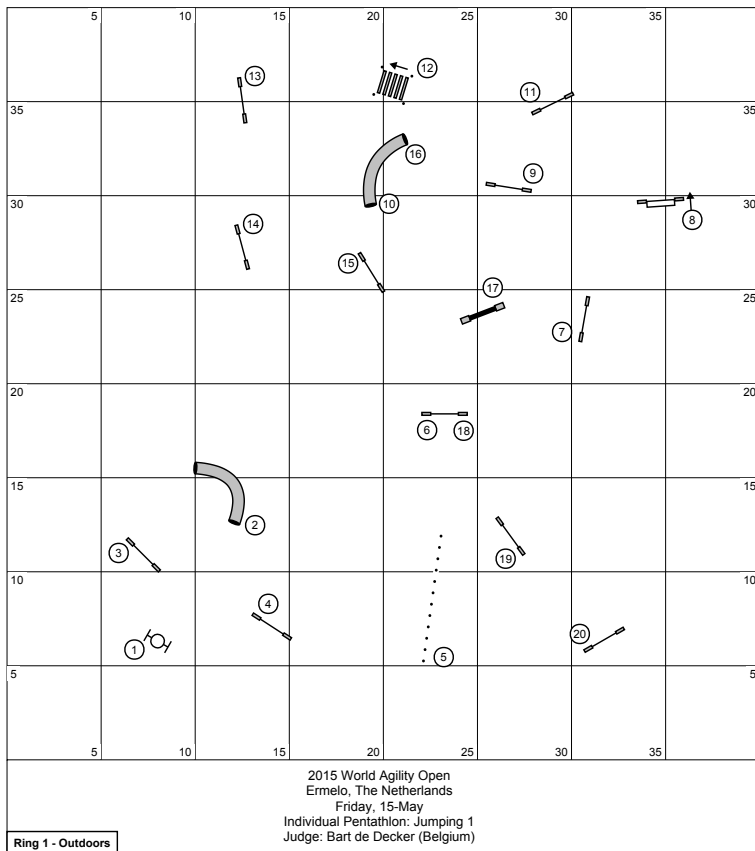 5 10 15 20 25 30 35
13 12
11
35 35
16
9
30 10 30
8
14
15
25 17 25
7
20 20
6 18
15 15
2
3 19
10 10
4
20
1 5
5 5
5 10 15 20 25 30 35
2015 World Agility Open
Ermelo, The Netherlands
Friday, 15-May
Individual Pentathlon: Jumping 1
Judge: Bart de Decker (Belgium)
Ring 1 - Outdoors